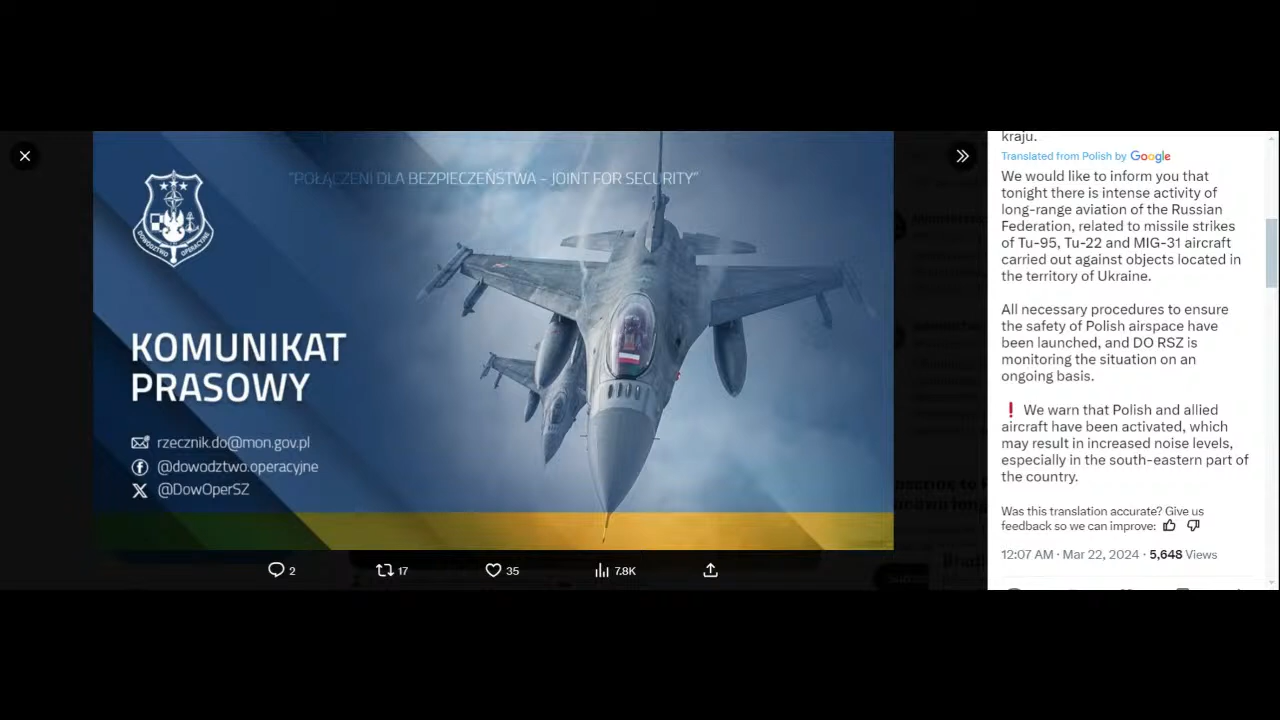 "POŁĄCZENI DLA BEZPIECZEŃSTWA - JOINT FOR SECURITY"
DOWÓDZTWO OPERACYJNE
KOMUNIKAT
PRASOWY
rzecznik.do@mon.gov.pl
@dowodztwo.operacyjne
@DowOperSZ
2
17
35
7.8K
kraju.
Translated from Polish by Google
We would like to inform you that
tonight there is intense activity of
long-range aviation of the Russian
Federation, related to missile strikes
of Tu-95, Tu-22 and MIG-31 aircraft
carried out against objects located in
the territory of Ukraine.
All necessary procedures to ensure
the safety of Polish airspace have
been launched, and DO RSZ is
monitoring the situation on an
ongoing basis.
❗ We warn that Polish and allied
aircraft have been activated, which
may result in increased noise levels,
especially in the south-eastern part of
the country.
Was this translation accurate? Give us
feedback so we can improve:
12:07 AM · Mar 22, 2024 · 5,648 Views